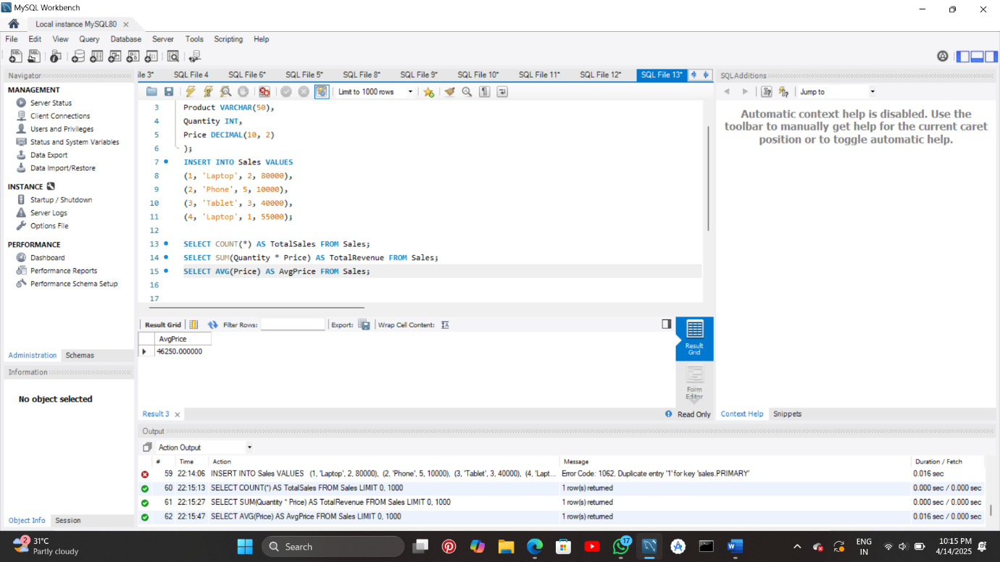 MySQL Workbench
Local instance MySQL80
File Edit View Query Database Server Tools Scripting Help
Navigator
MANAGEMENT
Server Status
Client Connections
Users and Privileges
Status and System Variables
Data Export
Data Import/Restore
INSTANCE
Startup / Shutdown
Server Logs
Options File
PERFORMANCE
Dashboard
Performance Reports
Performance Schema Setup
Administration Schemas
Information
No object selected
Object Info Session
ile 3* SQL File 4 SQL File 6* SQL File 5* SQL File 8* SQL File 9* SQL File 10* SQL File 11* SQL File 12* SQL File 13*
Limit to 1000 rows
3 Product VARCHAR(50),
4 Quantity INT,
5 Price DECIMAL(10, 2)
6 );
7 INSERT INTO Sales VALUES
8 (1, 'Laptop', 2, 80000),
9 (2, 'Phone', 5, 10000),
10 (3, 'Tablet', 3, 40000),
11 (4, 'Laptop', 1, 55000);
12
13 SELECT COUNT(*) AS TotalSales FROM Sales;
14 SELECT SUM(Quantity * Price) AS TotalRevenue FROM Sales;
15 SELECT AVG(Price) AS AvgPrice FROM Sales;
16
17
Result Grid Filter Rows: Export: Wrap Cell Content:
AvgPrice
46250.000000
Result Grid
Form Editor
Result 3 Read Only
SQLAdditions
Jump to
Automatic context help is disabled. Use the
toolbar to manually get help for the current caret
position or to toggle automatic help.
Context Help Snippets
Output
Action Output
# Time Action Message Duration / Fetch
59 22:14:06 INSERT INTO Sales VALUES (1, 'Laptop', 2, 80000), (2, 'Phone', 5, 10000), (3, 'Tablet', 3, 40000), (4, 'Lapt... Error Code: 1062. Duplicate entry '1' for key 'sales.PRIMARY' 0.016 sec
60 22:15:13 SELECT COUNT(*) AS TotalSales FROM Sales LIMIT 0, 1000 1 row(s) returned 0.000 sec / 0.000 sec
61 22:15:27 SELECT SUM(Quantity * Price) AS TotalRevenue FROM Sales LIMIT 0, 1000 1 row(s) returned 0.000 sec / 0.000 sec
62 22:15:47 SELECT AVG(Price) AS AvgPrice FROM Sales LIMIT 0, 1000 1 row(s) returned 0.016 sec / 0.000 sec
2
31°C
Partly cloudy
Search
17
ENG
IN
10:15 PM
4/14/2025